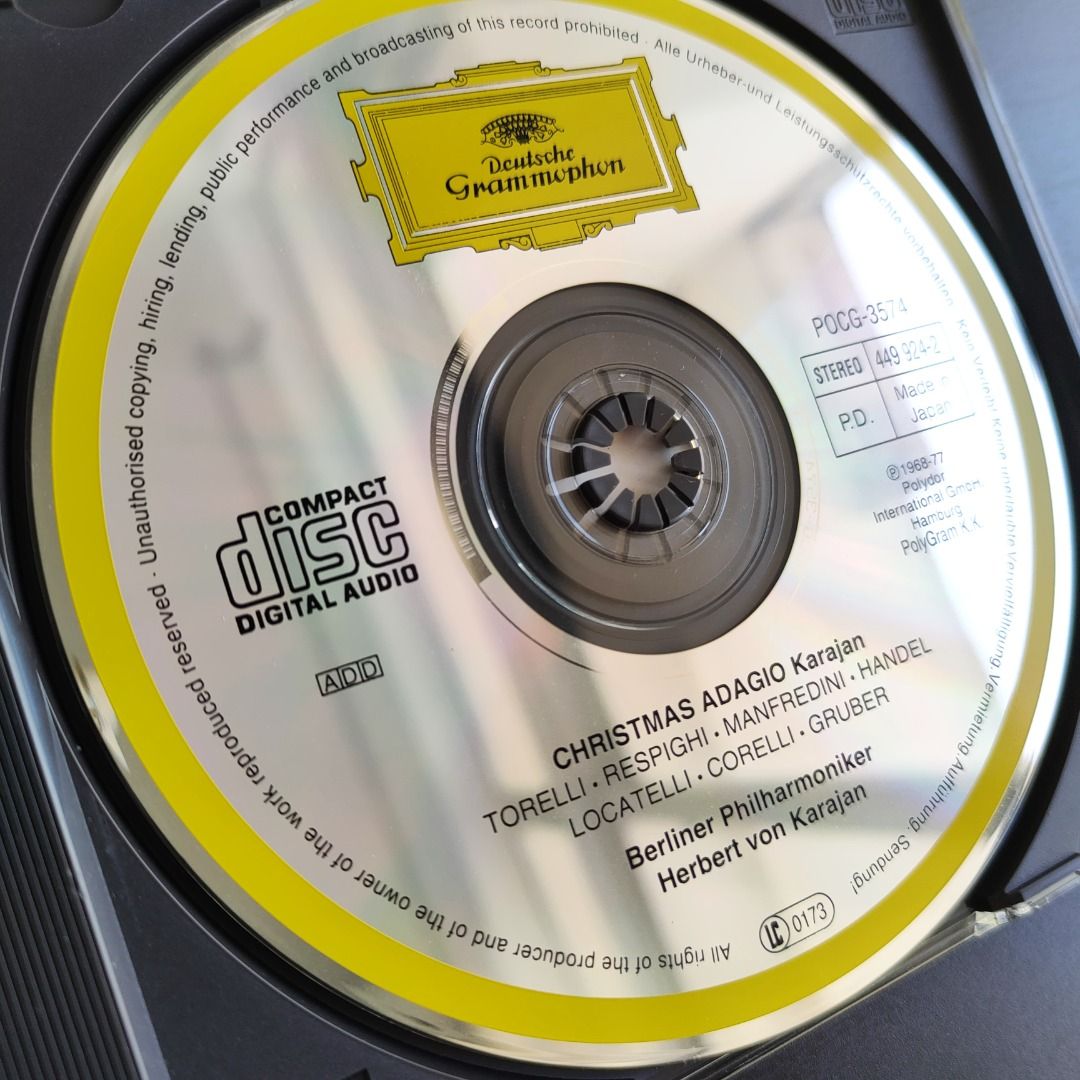 All rights of the producer and of the owner of the work reproduced reserved · Unauthorised copying, hiring, lending, public performance and broadcasting of this record prohibited · Alle Urheber-und Leistungsschutzrechte vorbehalten · Kein Verleih! Keine unerlaubte Vervielfältigung, Vermietung, Aufführung, Sendung!
DIGITAL AUDIO
Deutsche
Grammophon
POCG-3574
STEREO 449 924-2
P.D. Made in
Japan
℗1968-77
Polydor
International GmbH,
Hamburg
PolyGram K.K.
COMPACT
disc
DIGITAL AUDIO
ADD
CHRISTMAS ADAGIO Karajan
TORELLI · RESPIGHI · MANFREDINI · HANDEL
LOCATELLI · CORELLI · GRUBER
Berliner Philharmoniker
Herbert von Karajan
LC 0173